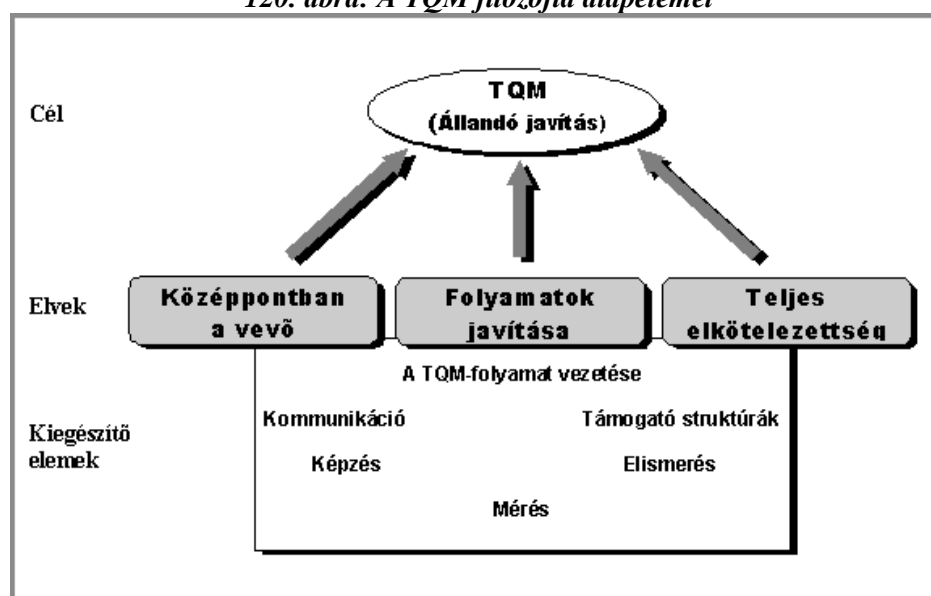 120. ábra: A TQM filozófia alapelemei
Cél
TQM
(Állandó javítás)
Elvek
Középpontban
a vevõ
Folyamatok
javítása
Teljes
elkötelezettség
Kiegészítő
elemek
A TQM-folyamat vezetése
Kommunikáció
Támogató struktúrák
Képzés
Elismerés
Mérés